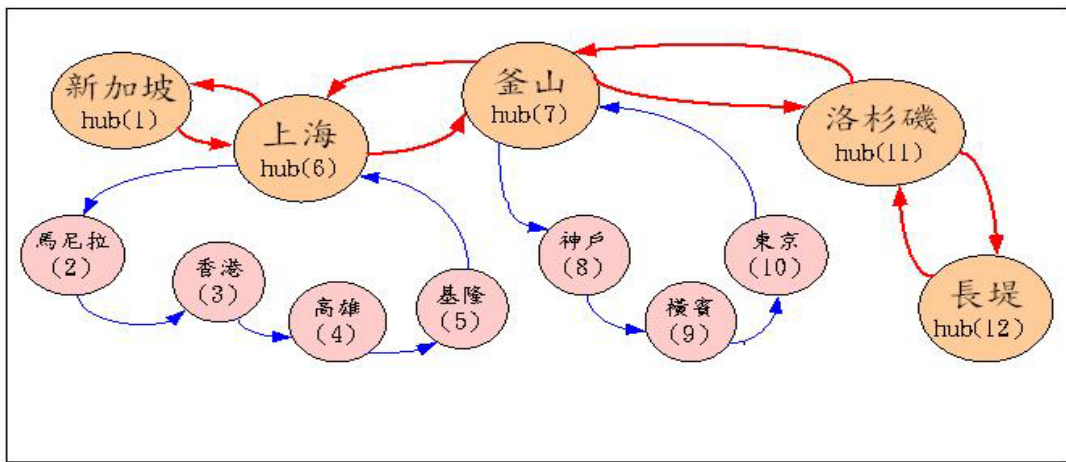 新加坡
hub(1)
上海
hub(6)
釜山
hub(7)
洛杉磯
hub(11)
馬尼拉
(2)
香港
(3)
高雄
(4)
基隆
(5)
神戶
(8)
橫賓
(9)
東京
(10)
長堤
hub(12)